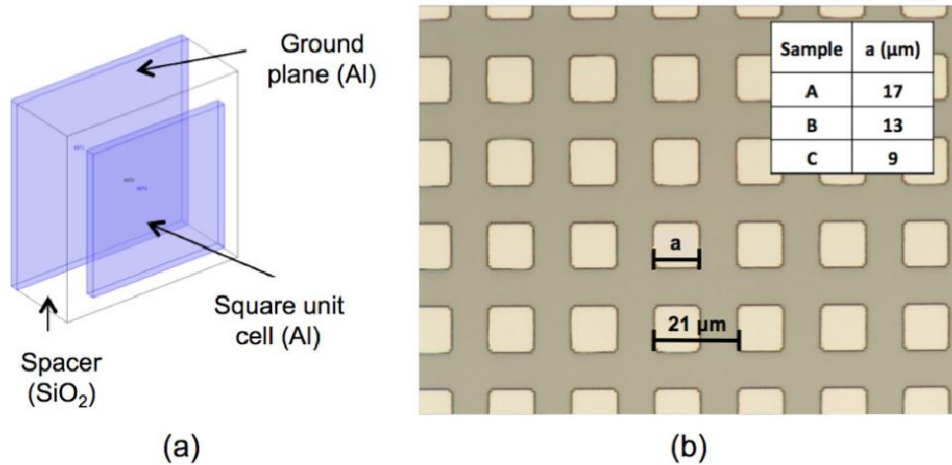 Ground
plane (Al)
Square unit
cell (Al)
Spacer
(SiO₂)
(a)
Sample a (μm)
A 17
B 13
C 9
a
21 μm
(b)